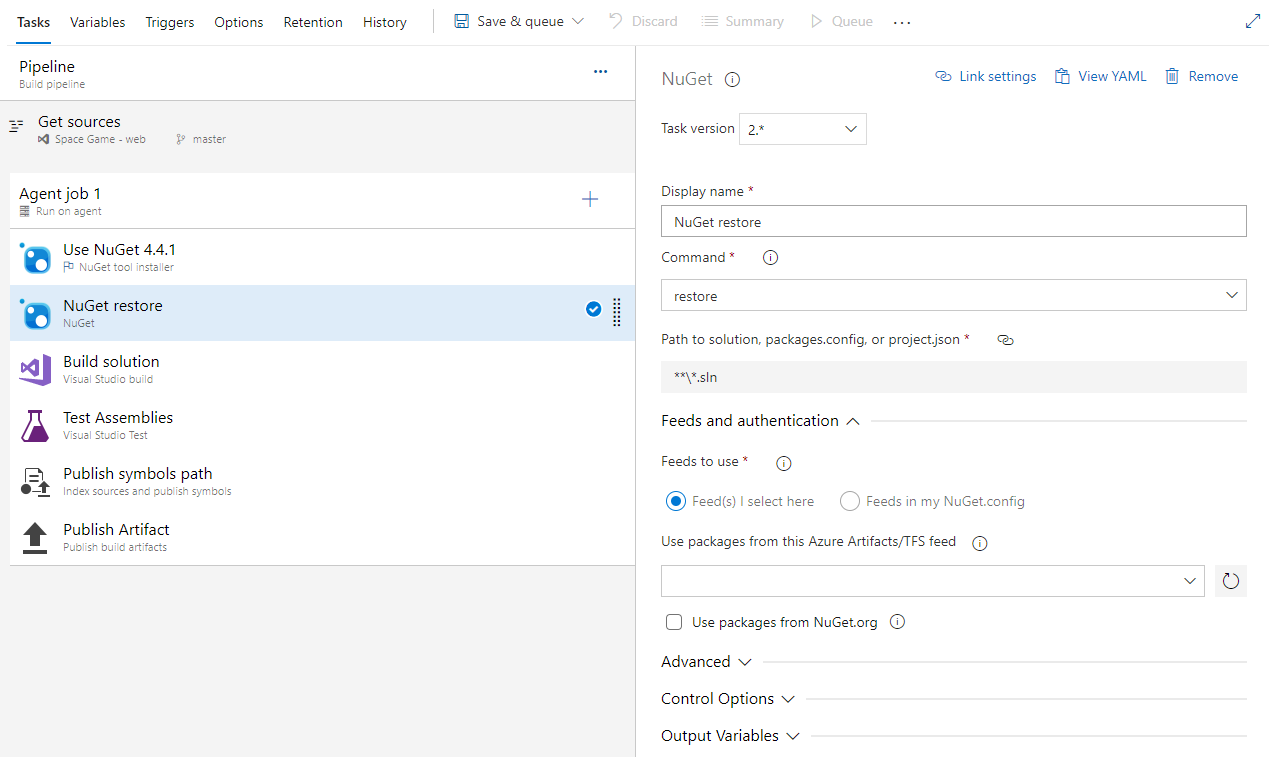 Tasks Variables Triggers Options Retention History Save & queue Discard Summary Queue ...
Pipeline
Build pipeline
Get sources
Space Game - web master
Agent job 1
Run on agent
Use NuGet 4.4.1
NuGet tool installer
NuGet restore
NuGet
Build solution
Visual Studio build
Test Assemblies
Visual Studio Test
Publish symbols path
Index sources and publish symbols
Publish Artifact
Publish build artifacts
NuGet Link settings View YAML Remove
Task version 2.*
Display name *
NuGet restore
Command *
restore
Path to solution, packages.config, or project.json *
**\*.sln
Feeds and authentication
Feeds to use *
Feed(s) I select here Feeds in my NuGet.config
Use packages from this Azure Artifacts/TFS feed
Use packages from NuGet.org
Advanced
Control Options
Output Variables